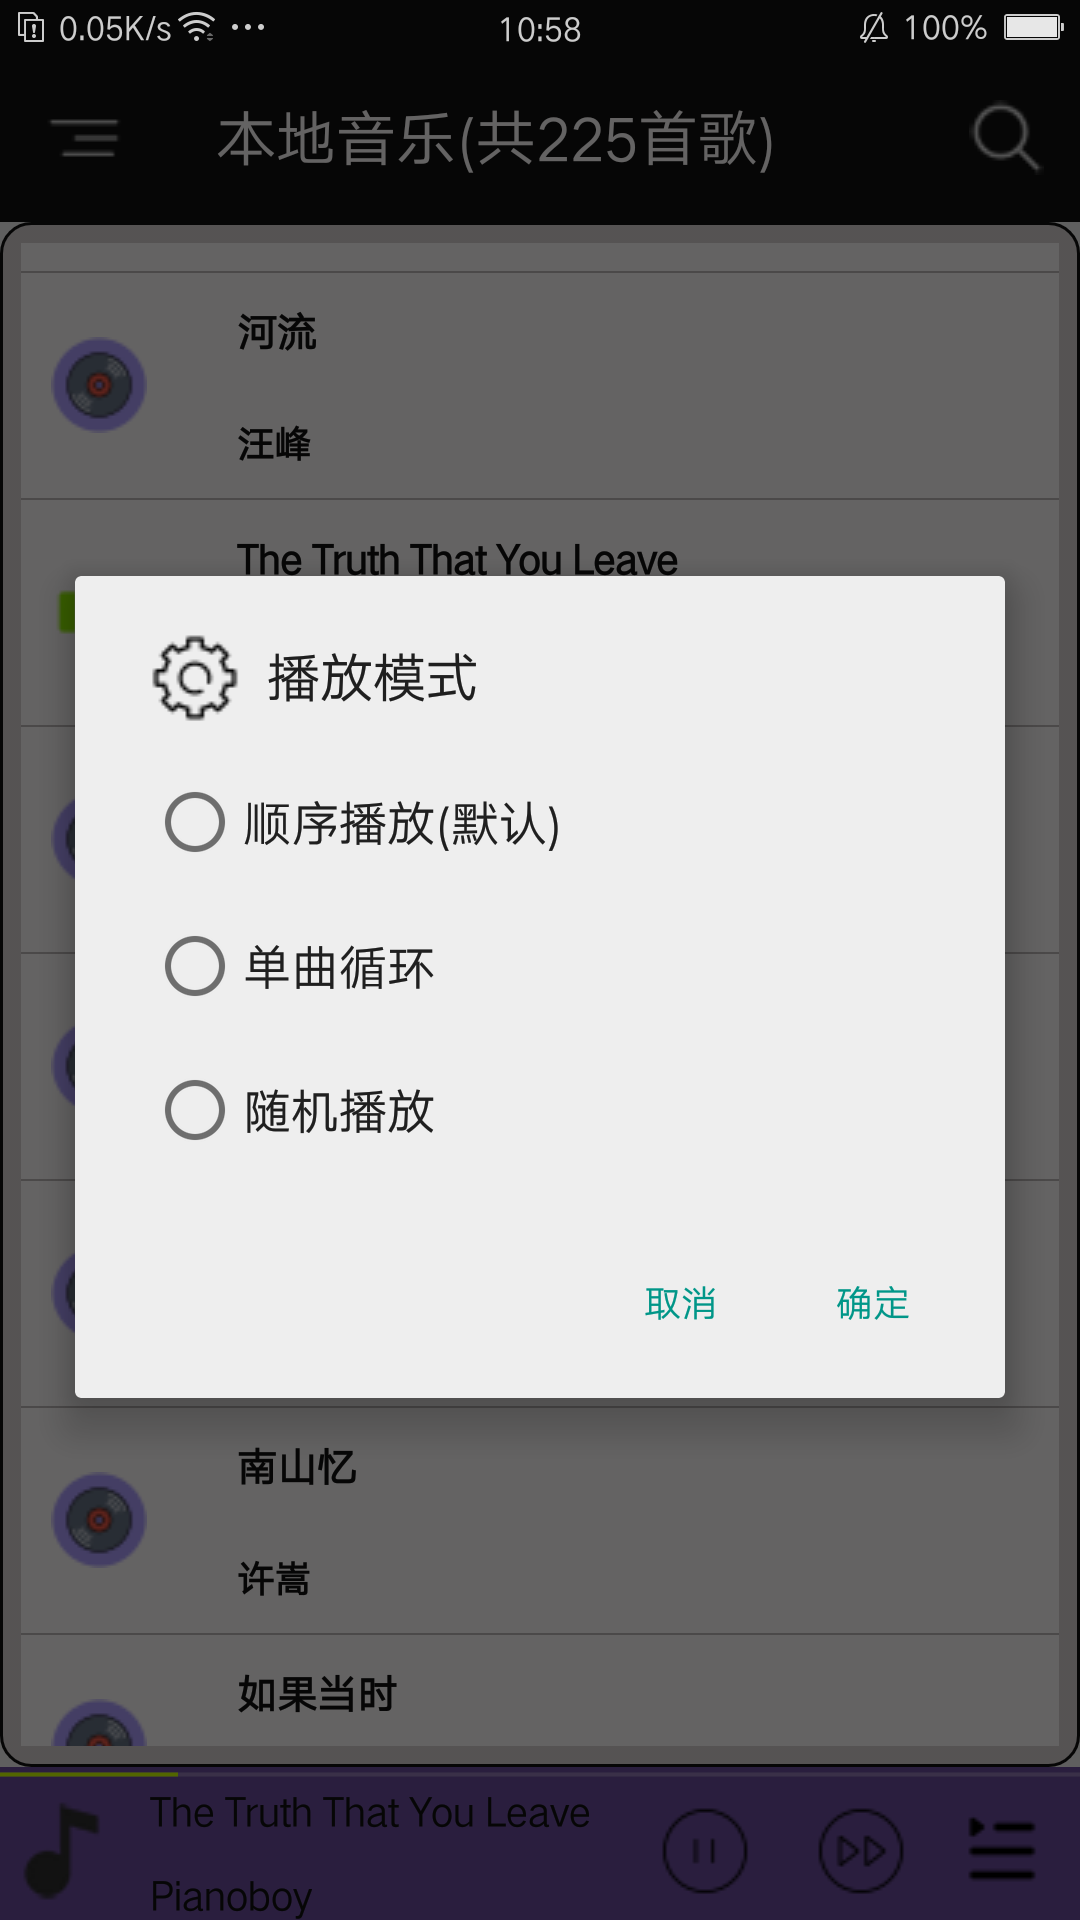 0.05K/s 10:58 100%
本地音乐(共225首歌)
河流
汪峰
The Truth That You Leave
播放模式
顺序播放(默认)
单曲循环
随机播放
取消 确定
南山忆
许嵩
如果当时
The Truth That You Leave
Pianoboy